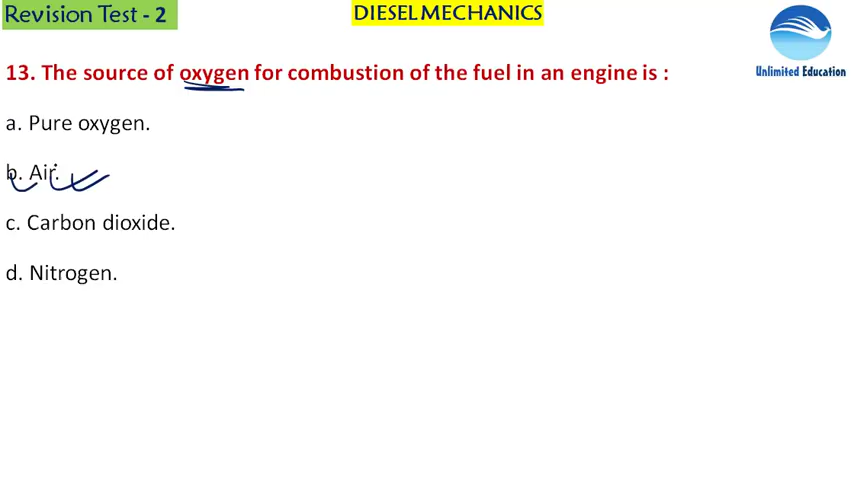 Revision Test - 2
DIESEL MECHANICS
Unlimited Education
13. The source of oxygen for combustion of the fuel in an engine is :
a. Pure oxygen.
b. Air.
c. Carbon dioxide.
d. Nitrogen.